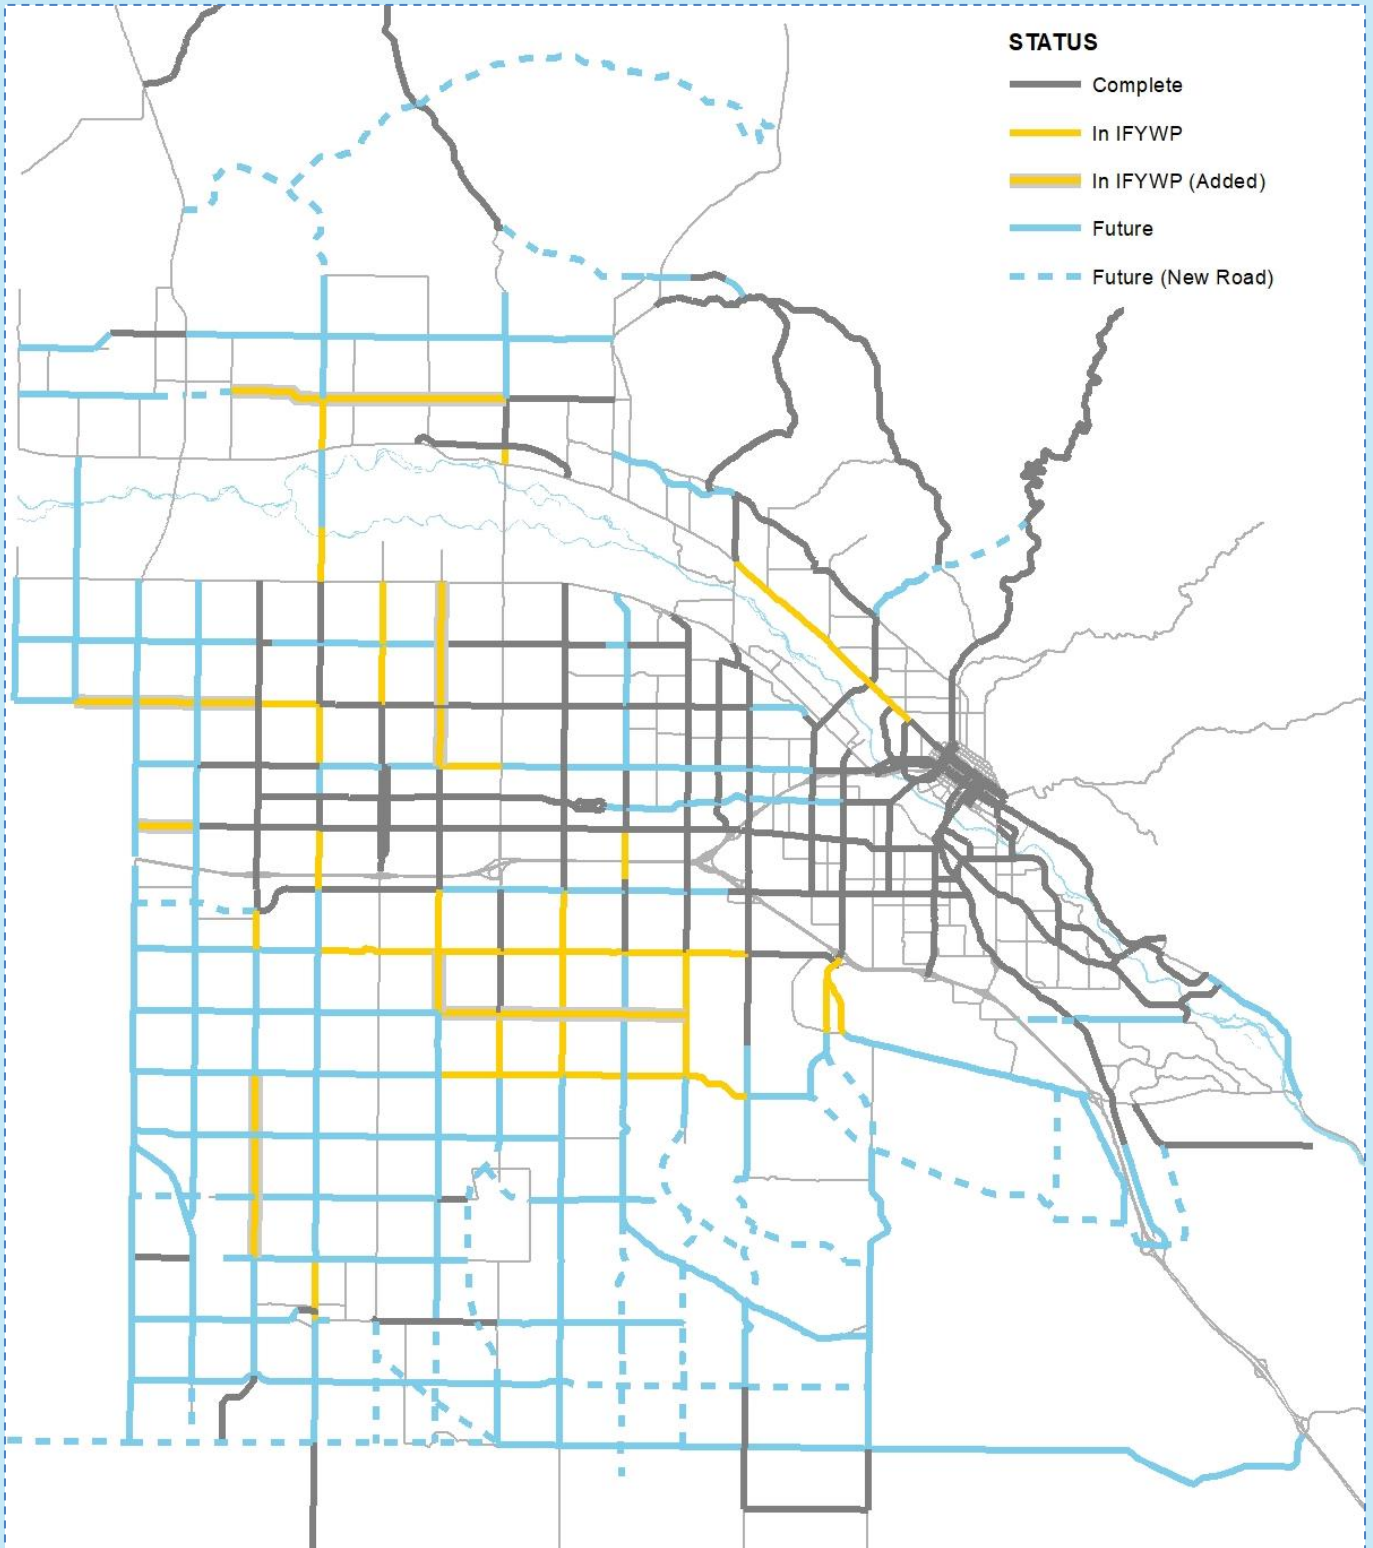 STATUS
Complete
In IFYWP
In IFYWP (Added)
Future
Future (New Road)